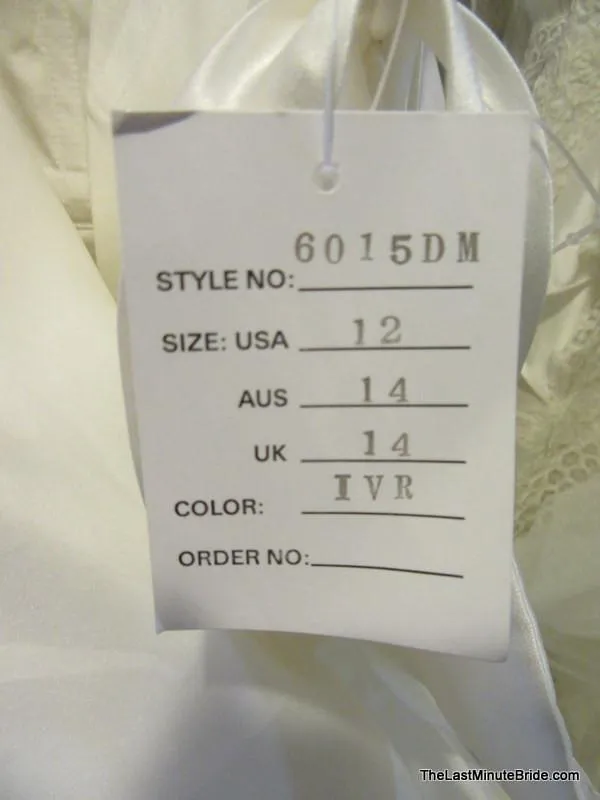 STYLE NO: 6015DM
SIZE: USA 12
AUS 14
UK 14
COLOR: IVR
ORDER NO:
TheLastMinuteBride.com